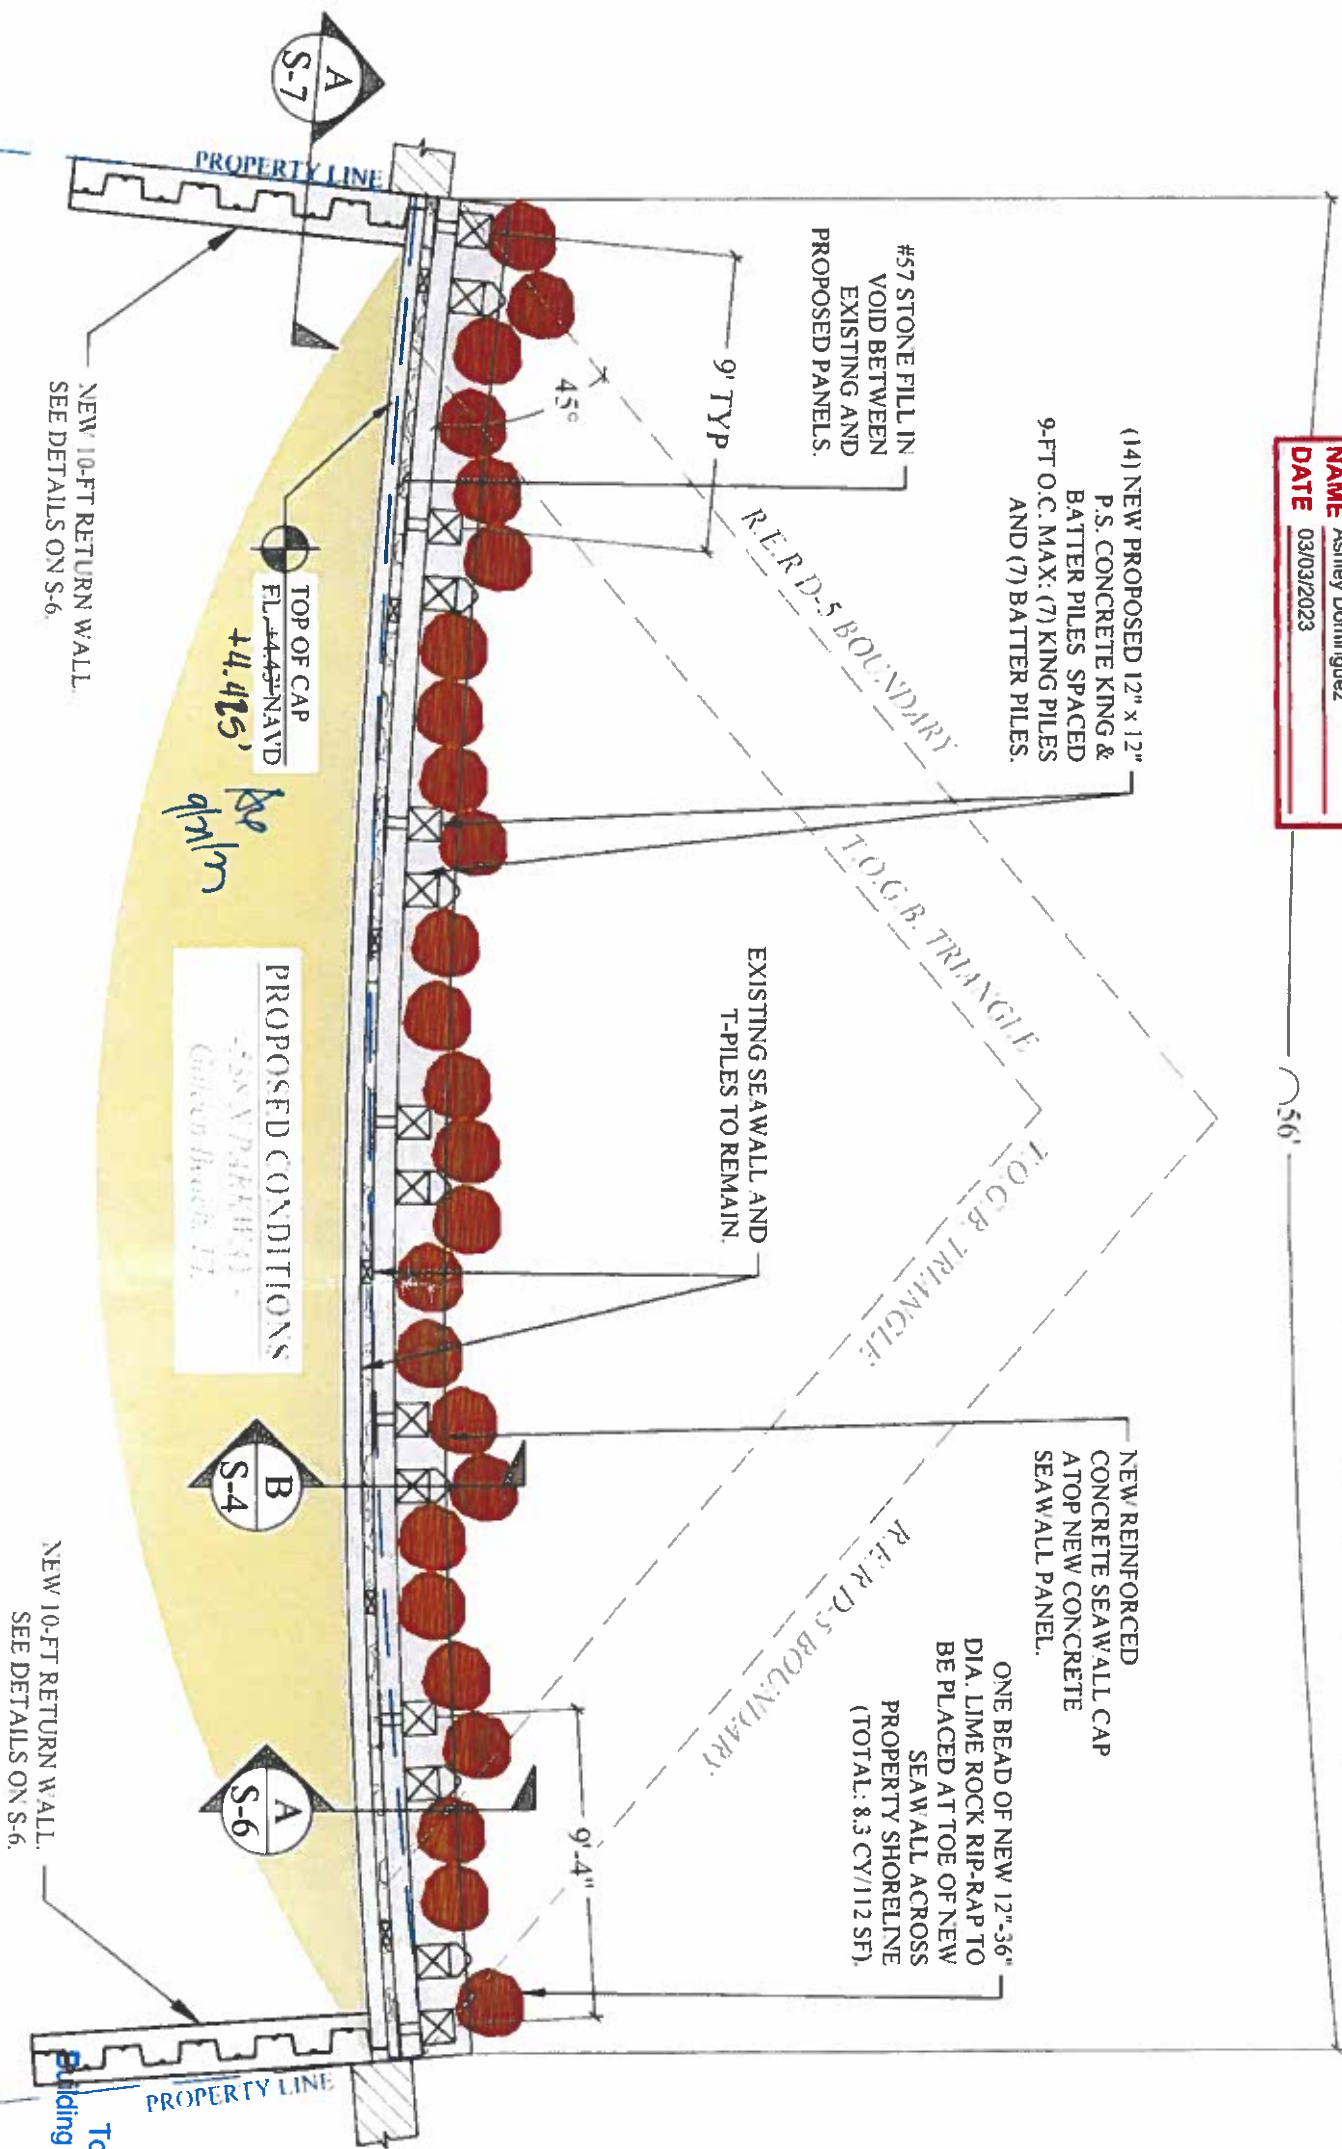 NAME Ashley Dominguez
DATE 03/03/2023
56'
(14) NEW PROPOSED 12" x 12"
P.S. CONCRETE KING &
BATTER PILES SPACED
9-FT O.C. MAX: (7) KING PILES
AND (7) BATTER PILES.
#57 STONE FILL IN
VOID BETWEEN
EXISTING AND
PROPOSED PANELS.
9' TYP
45°
R.E.R D-5 BOUNDARY
T.O.G.B. TRIANGLE
T.O.G.B. TRIANGLE
R.E.R D-5 BOUNDARY
NEW REINFORCED
CONCRETE SEAWALL CAP
ATOP NEW CONCRETE
SEAWALL PANEL.
ONE BEAD OF NEW 12"-36"
DIA. LIME ROCK RIP-RAP TO
BE PLACED AT TOE OF NEW
SEAWALL ACROSS
PROPERTY SHORELINE
(TOTAL: 8.3 CY/112 SF).
9'-4"
EXISTING SEAWALL AND
T-PILES TO REMAIN.
A
S-7
PROPERTY LINE
TOP OF CAP
EL. +4.43' NAVD
+4.425'
PROPOSED CONDITIONS
B
S-4
A
S-6
NEW 10-FT RETURN WALL.
SEE DETAILS ON S-6.
NEW 10-FT RETURN WALL.
SEE DETAILS ON S-6.
PROPERTY LINE